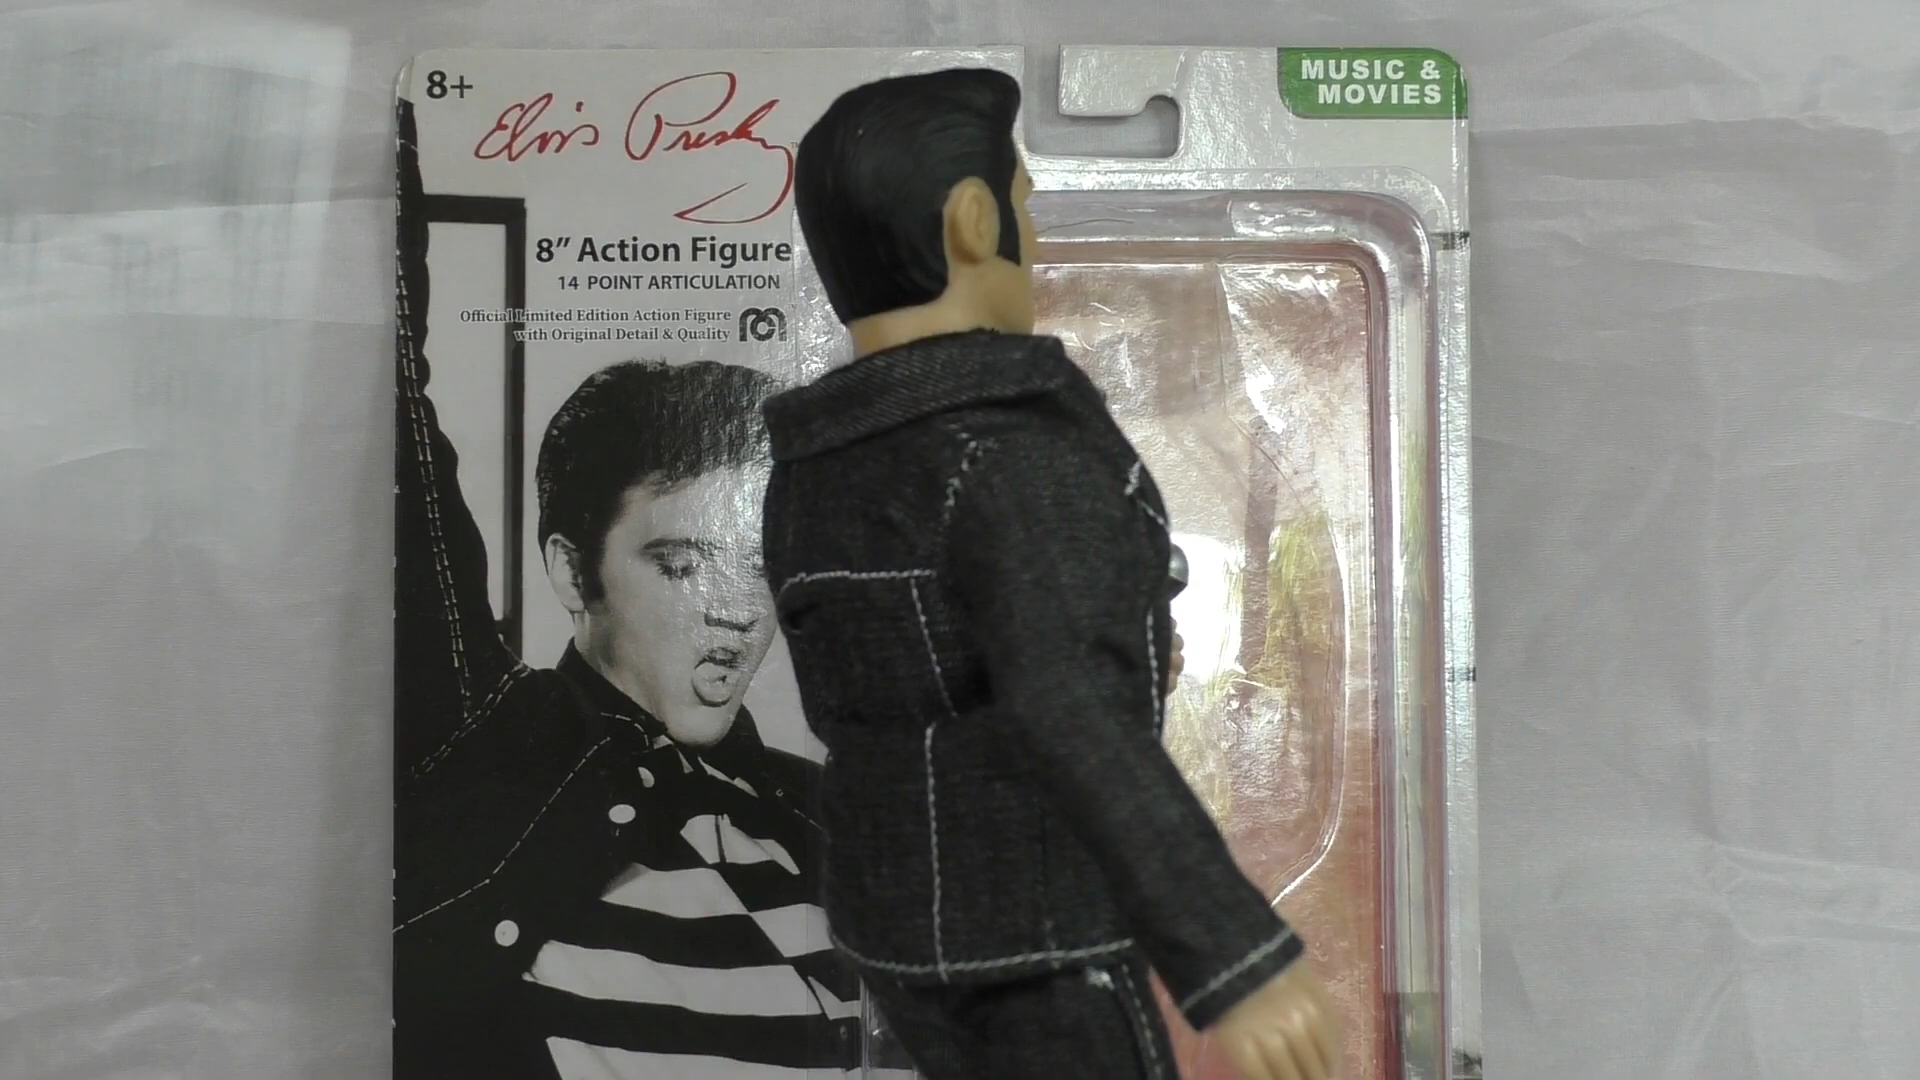 8+
Elvis Presley
MUSIC &
MOVIES
8” Action Figure
14 POINT ARTICULATION
Official Limited Edition Action Figure
with Original Detail & Quality